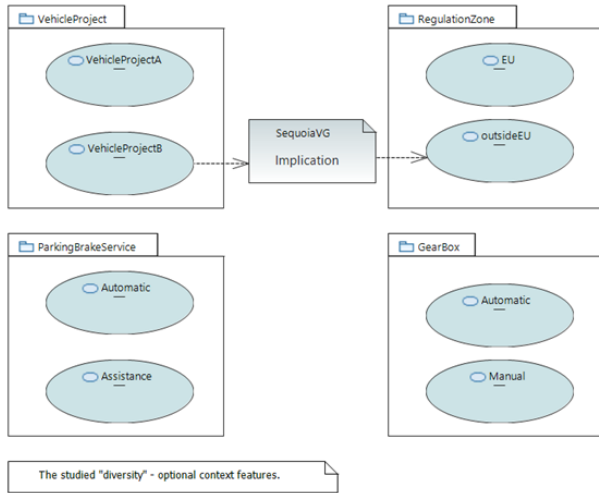 VehicleProject
VehicleProjectA
VehicleProjectB
SequoiaVG
Implication
RegulationZone
EU
outsideEU
ParkingBrakeService
Automatic
Assistance
GearBox
Automatic
Manual
The studied "diversity" - optional context features.